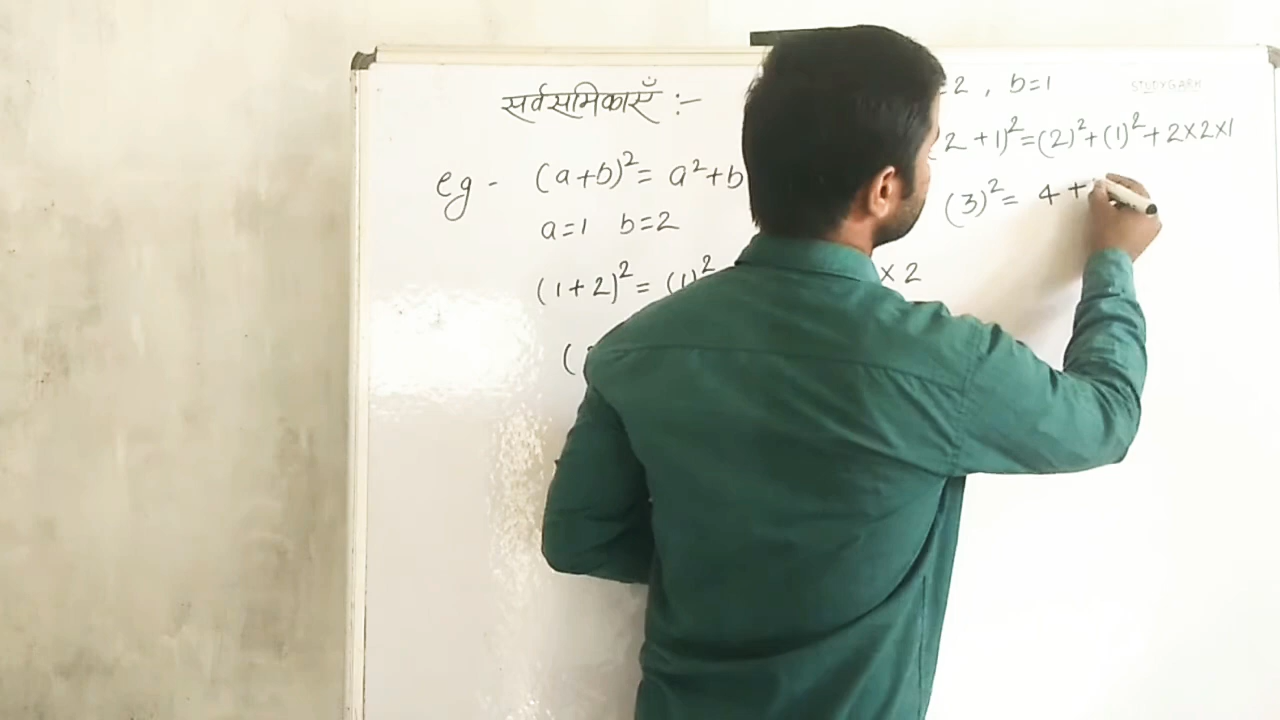 सर्वसमिकाएँ :-
eg - (a+b)² = a²+b
a=1 b=2
(1+2)² = (1)² × 2
(
2 , b=1
2 +1)² = (2)² + (1)² + 2×2×1
(3)² = 4 +
STUDYGARH